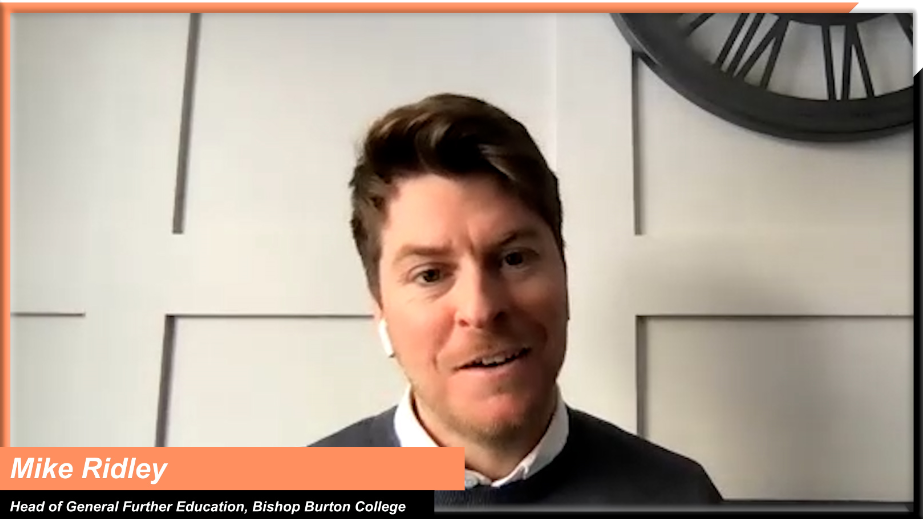 Mike Ridley
Head of General Further Education, Bishop Burton College